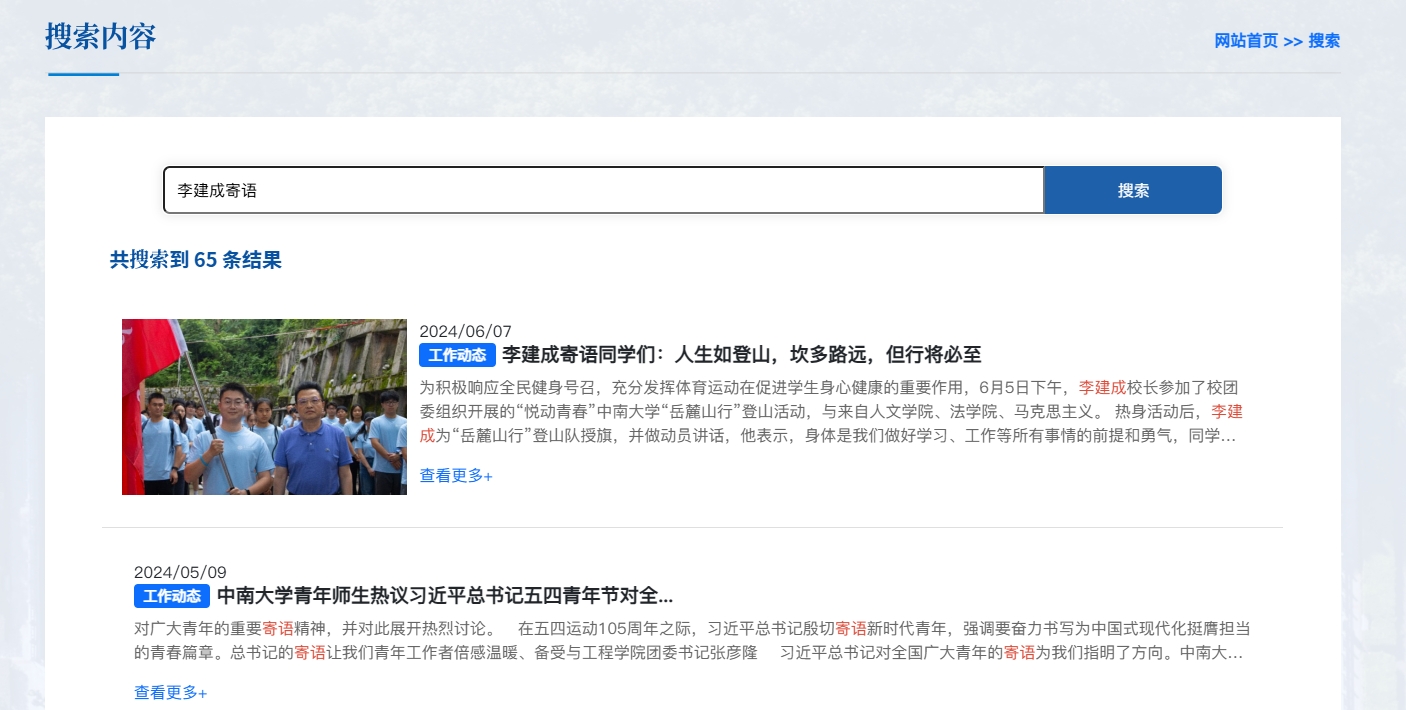 搜索内容
网站首页 >> 搜索
李建成寄语
搜索
共搜索到 65 条结果
2024/06/07
工作动态 李建成寄语同学们：人生如登山，坎多路远，但行将必至
为积极响应全民健身号召，充分发挥体育运动在促进学生身心健康的重要作用，6月5日下午，李建成校长参加了校团
委组织开展的“悦动青春”中南大学“岳麓山行”登山活动，与来自人文学院、法学院、马克思主义。 热身活动后，李建
成为“岳麓山行”登山队授旗，并做动员讲话，他表示，身体是我们做好学习、工作等所有事情的前提和勇气，同学...
查看更多+
2024/05/09
工作动态 中南大学青年师生热议习近平总书记五四青年节对全...
对广大青年的重要寄语精神，并对此展开热烈讨论。 在五四运动105周年之际，习近平总书记殷切寄语新时代青年，强调要奋力书写为中国式现代化挺膺担当
的青春篇章。总书记的寄语让我们青年工作者倍感温暖、备受与工程学院团委书记张彦隆 习近平总书记对全国广大青年的寄语为我们指明了方向。中南大...
查看更多+